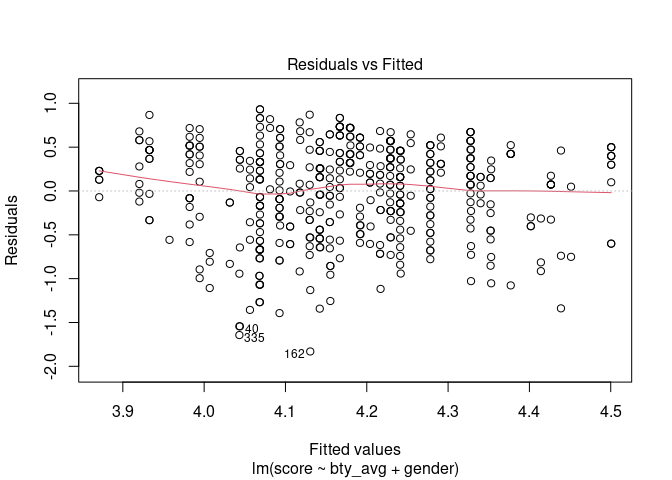 Residuals vs Fitted
Residuals
1.0
0.5
0.0
-0.5
-1.0
-1.5
-2.0
40
335
162
3.9 4.0 4.1 4.2 4.3 4.4 4.5
Fitted values
lm(score ~ bty_avg + gender)